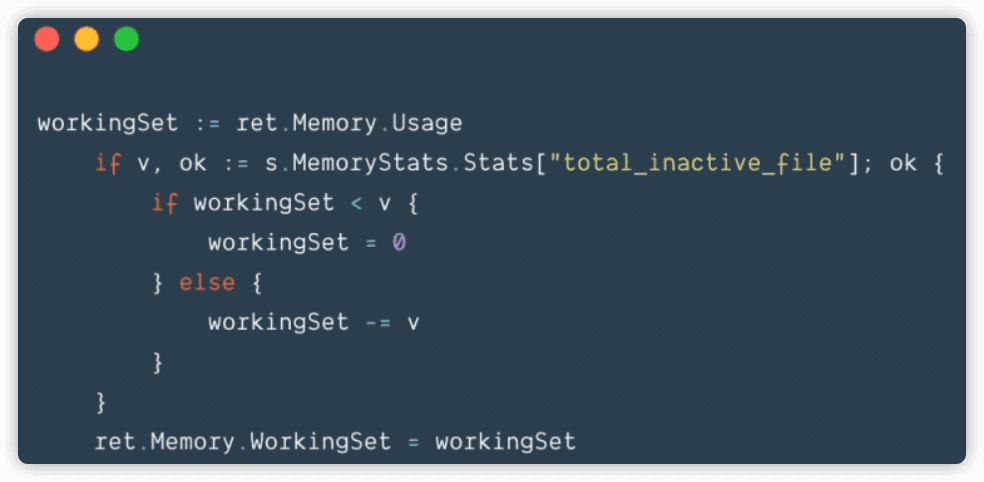 workingSet := ret.Memory.Usage
if v, ok := s.MemoryStats.Stats["total_inactive_file"]; ok {
if workingSet < v {
workingSet = 0
} else {
workingSet -= v
}
}
ret.Memory.WorkingSet = workingSet